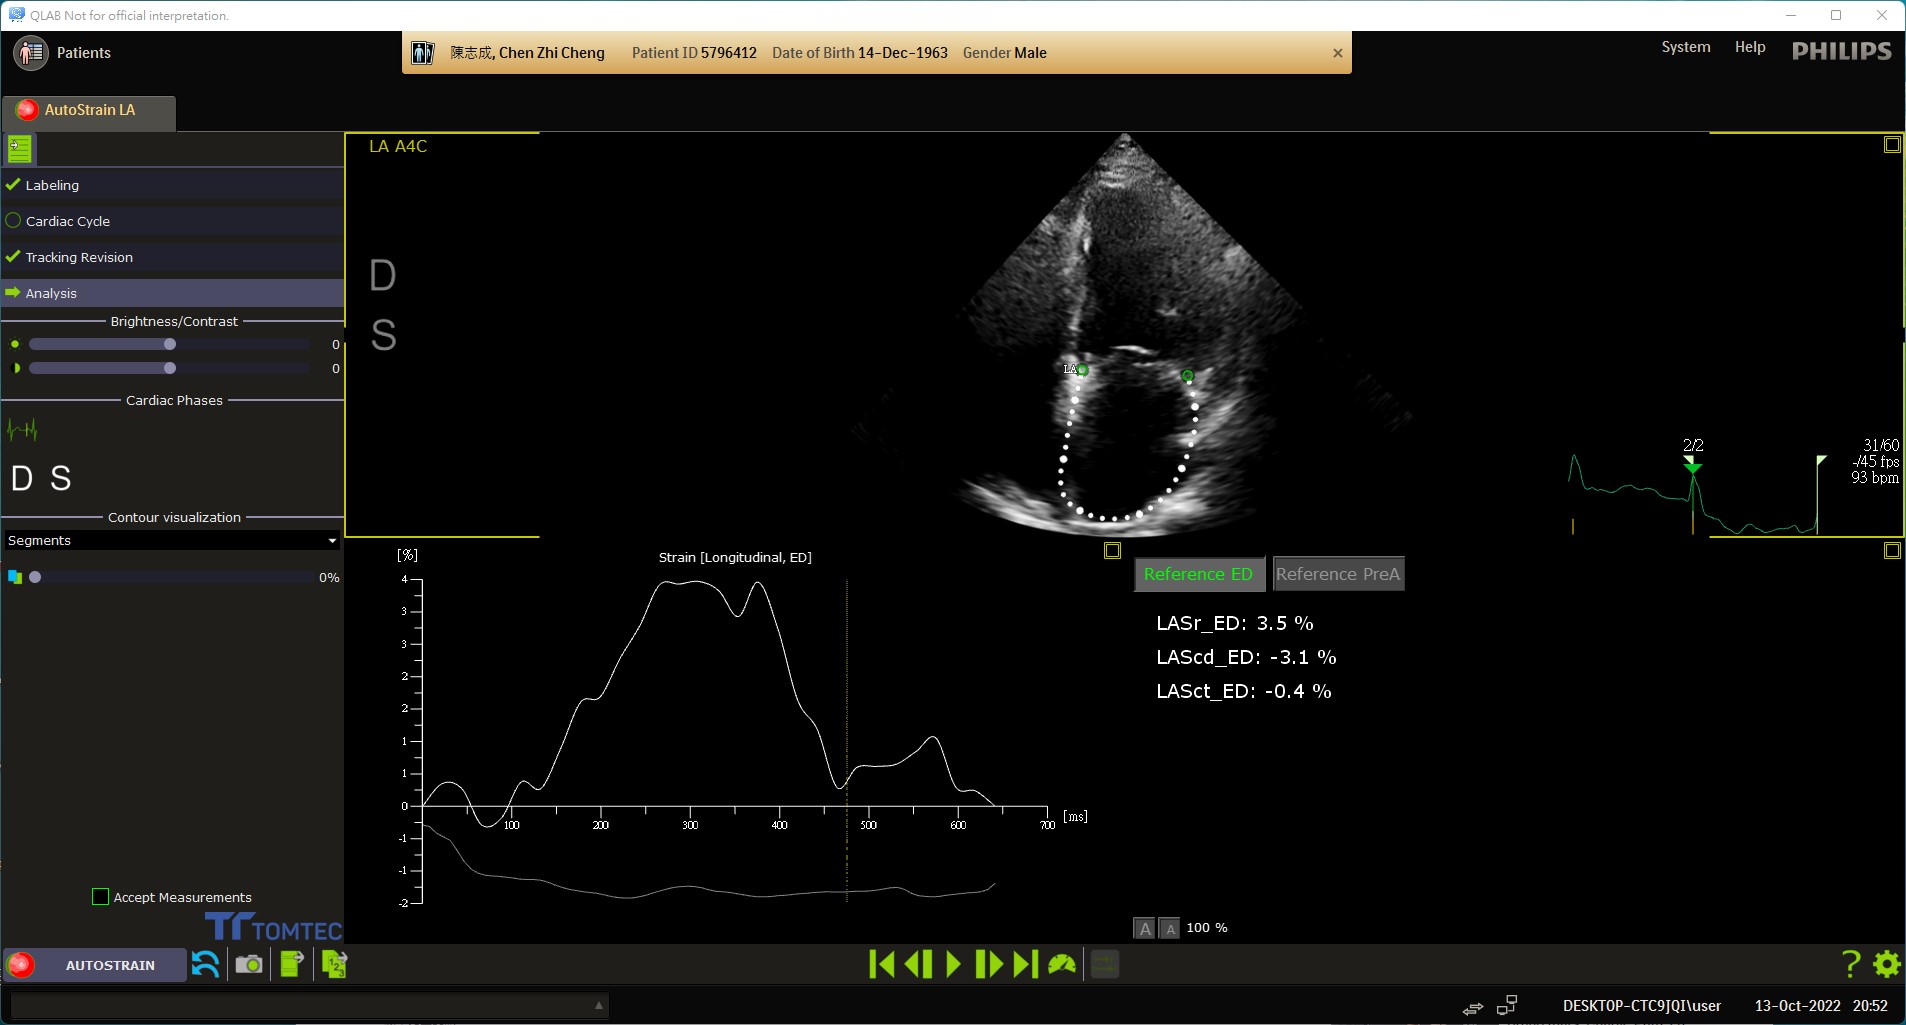 QLAB Not for official interpretation.
Patients
陳志成, Chen Zhi Cheng Patient ID 5796412 Date of Birth 14-Dec-1963 Gender Male
System Help PHILIPS
AutoStrain LA
Labeling
Cardiac Cycle
Tracking Revision
Analysis
Brightness/Contrast
0
0
Cardiac Phases
D S
Contour visualization
Segments
0%
Accept Measurements
TOMTEC
LA A4C
D
S
LA
2/2
31/60
-/45 fps
93 bpm
[%]
Strain [Longitudinal, ED]
4
3
3
2
2
1
1
0
-1
-1
-2
100 200 300 400 500 600 700 [ms]
Reference ED Reference PreA
LASr_ED: 3.5 %
LAScd_ED: -3.1 %
LASct_ED: -0.4 %
A A 100 %
AUTOSTRAIN
123
?
DESKTOP-CTC9JQI\user 13-Oct-2022 20:52